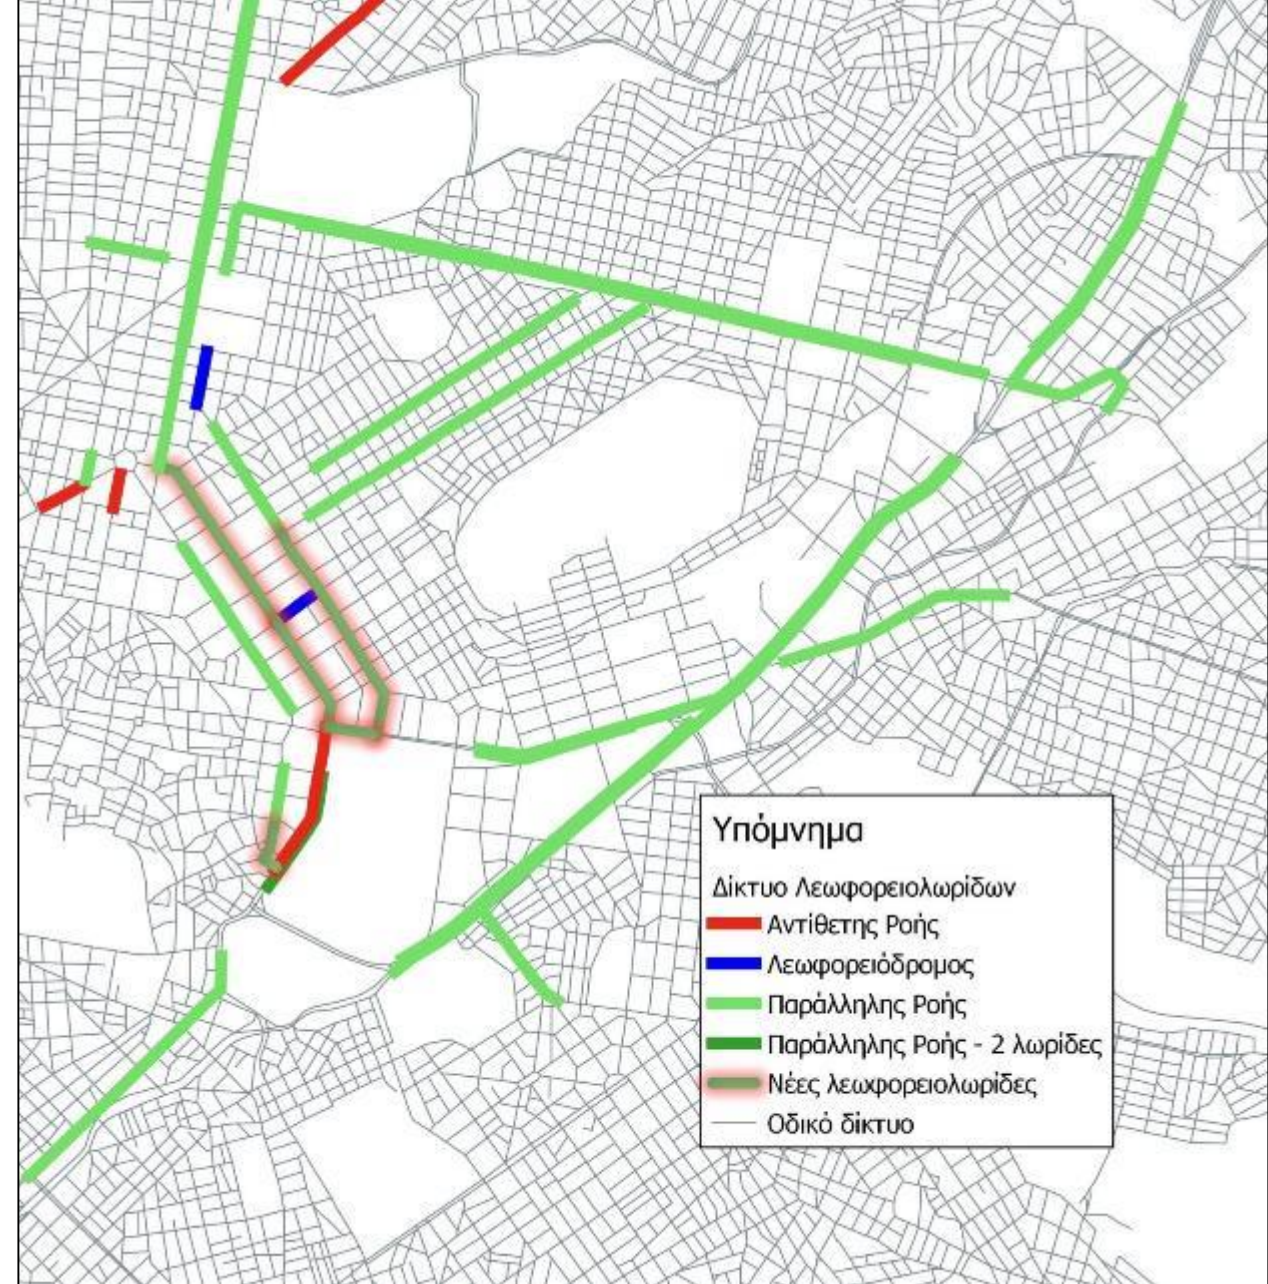 Υπόμνημα
Δίκτυο Λεωφορειολωρίδων
Αντίθετης Ροής
Λεωφορειόδρομος
Παράλληλης Ροής
Παράλληλης Ροής - 2 λωρίδες
Νέες λεωφορειολωρίδες
Οδικό δίκτυο